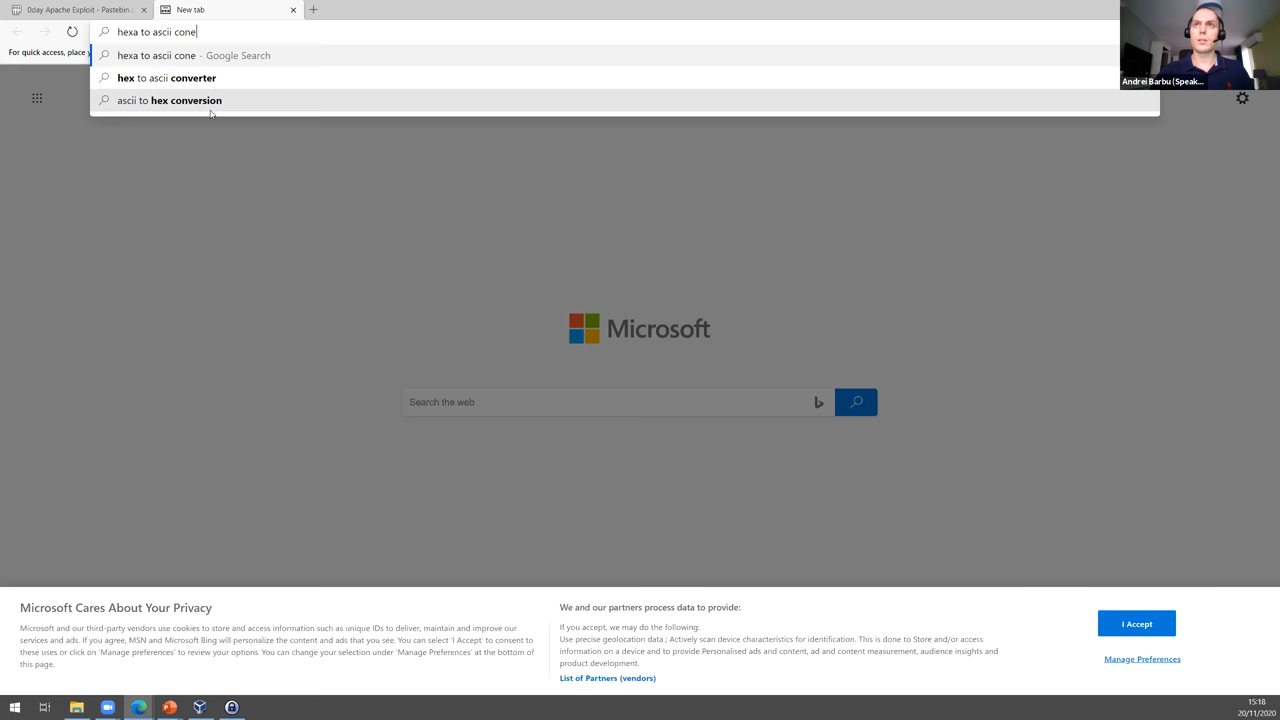 0day Apache Exploit - Pastebin.c
New tab
hexa to ascii cone
For quick access, place y
hexa to ascii cone - Google Search
hex to ascii converter
ascii to hex conversion
Andrei Barbu (Speak...
Microsoft
Search the web
Microsoft Cares About Your Privacy
Microsoft and our third-party vendors use cookies to store and access information such as unique IDs to deliver, maintain and improve our
services and ads. If you agree, MSN and Microsoft Bing will personalize the content and ads that you see. You can select 'I Accept' to consent to
these uses or click on 'Manage preferences' to review your options. You can change your selection under 'Manage Preferences' at the bottom of
this page.
We and our partners process data to provide:
If you accept, we may do the following:
Use precise geolocation data ; Actively scan device characteristics for identification. This is done to Store and/or access
information on a device and to provide Personalised ads and content, ad and content measurement, audience insights and
product development.
List of Partners (vendors)
I Accept
Manage Preferences
15:18
20/11/2020